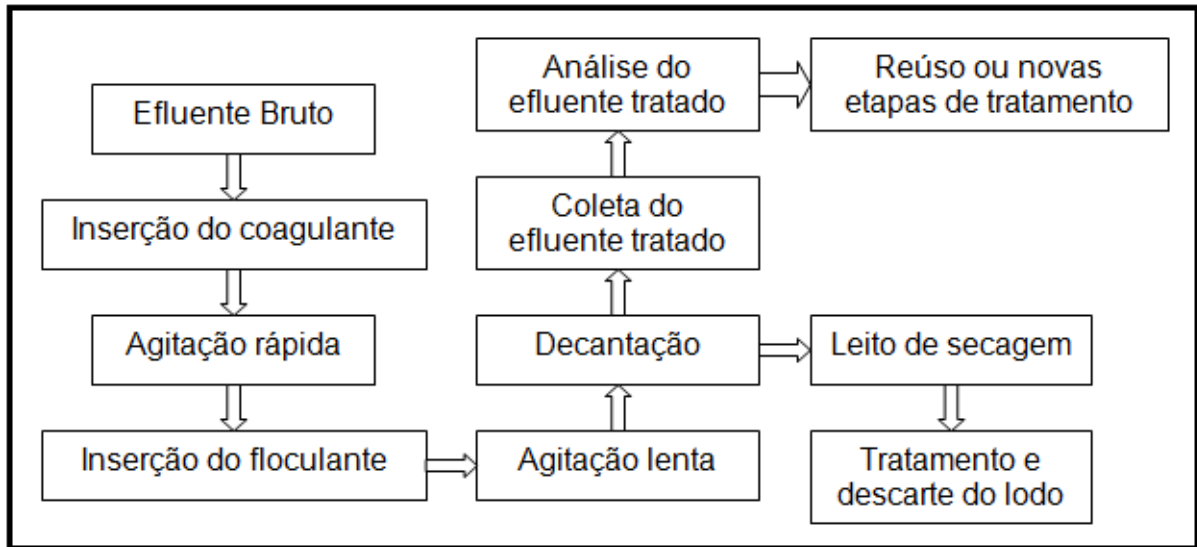 Efluente Bruto
Inserção do coagulante
Agitação rápida
Inserção do floculante
Agitação lenta
Decantação
Coleta do
efluente tratado
Análise do
efluente tratado
Reúso ou novas
etapas de tratamento
Leito de secagem
Tratamento e
descarte do lodo